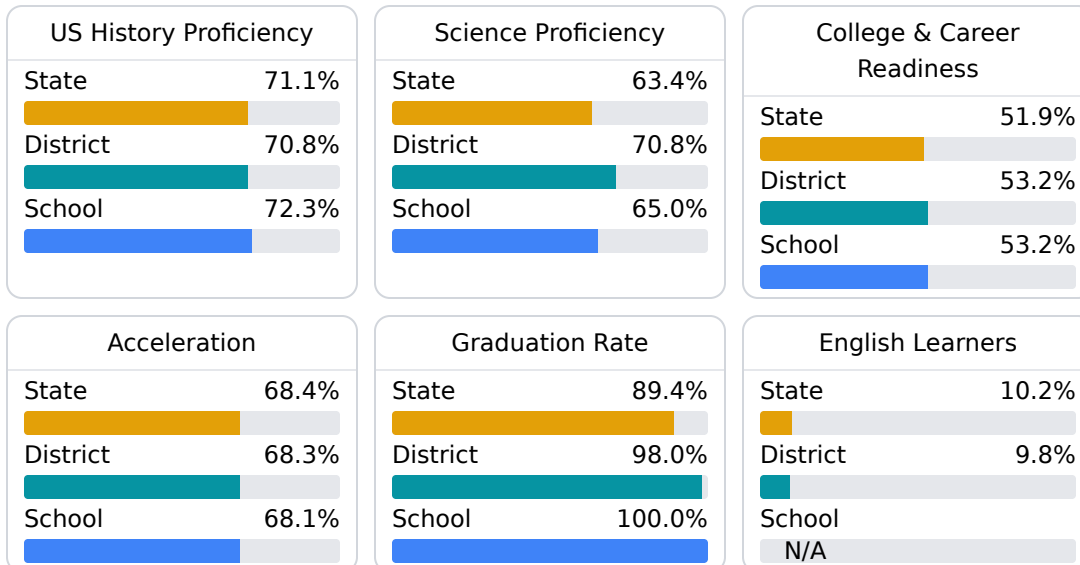 US History Proficiency
State 71.1%
District 70.8%
School 72.3%
Science Proficiency
State 63.4%
District 70.8%
School 65.0%
College & Career
Readiness
State 51.9%
District 53.2%
School 53.2%
Acceleration
State 68.4%
District 68.3%
School 68.1%
Graduation Rate
State 89.4%
District 98.0%
School 100.0%
English Learners
State 10.2%
District 9.8%
School
N/A